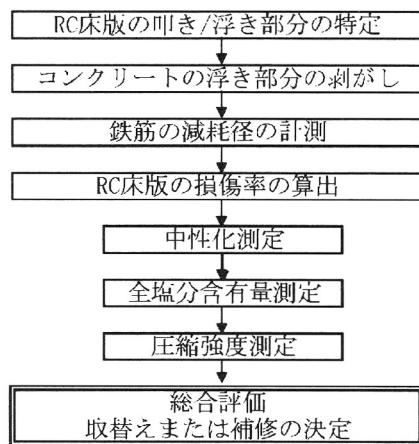 RC床版の叩き/浮き部分の特定
コンクリートの浮き部分の剥がし
鉄筋の減耗径の計測
RC床版の損傷率の算出
中性化測定
全塩分含有量測定
圧縮強度測定
総合評価
取替えまたは補修の決定